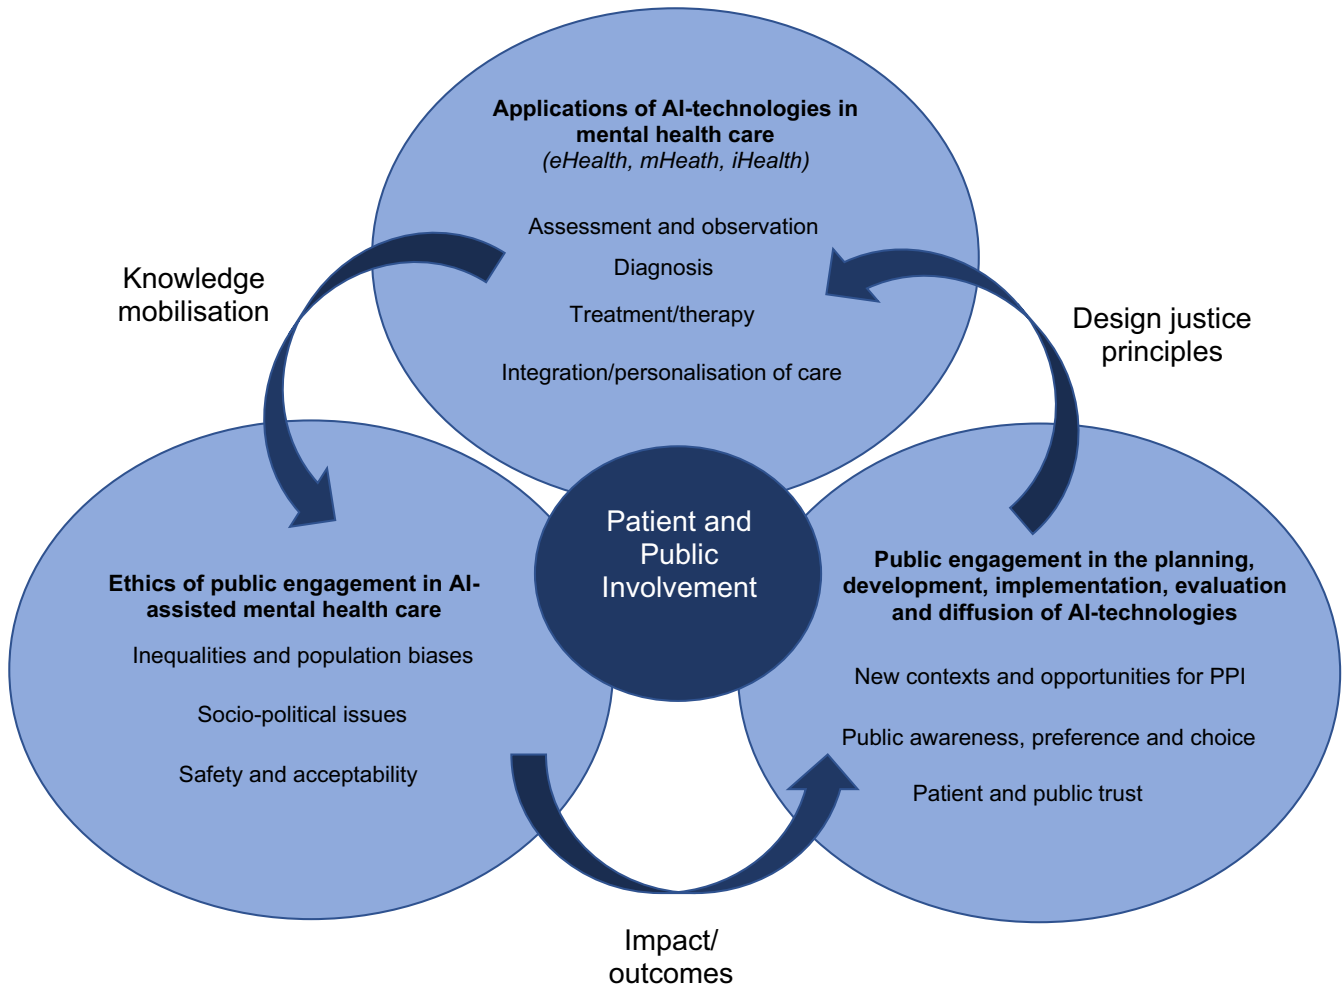 Applications of AI-technologies in
mental health care
(eHealth, mHeath, iHealth)
Assessment and observation
Diagnosis
Treatment/therapy
Integration/personalisation of care
Knowledge
mobilisation
Design justice
principles
Patient and
Public
Involvement
Ethics of public engagement in AI-
assisted mental health care
Inequalities and population biases
Socio-political issues
Safety and acceptability
Public engagement in the planning,
development, implementation, evaluation
and diffusion of AI-technologies
New contexts and opportunities for PPI
Public awareness, preference and choice
Patient and public trust
Impact/
outcomes